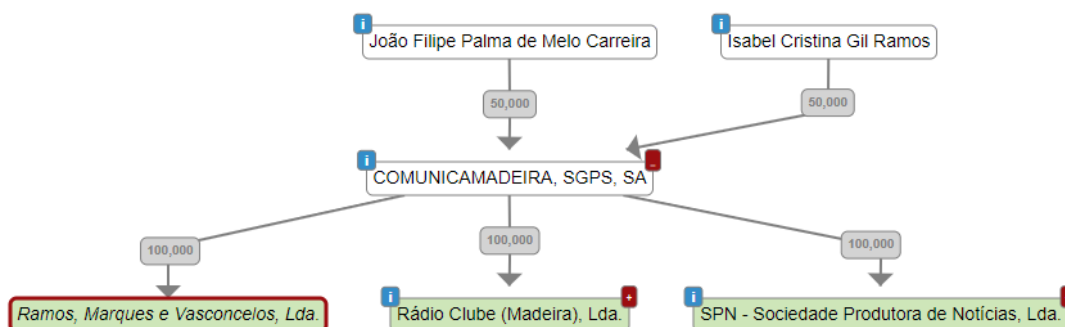 i
João Filipe Palma de Melo Carreira
i
Isabel Cristina Gil Ramos
50,000
50,000
i
COMUNICAMADEIRA, SGPS, SA
_
100,000
100,000
100,000
Ramos, Marques e Vasconcelos, Lda.
i
Rádio Clube (Madeira), Lda.
+
i
SPN - Sociedade Produtora de Notícias, Lda.